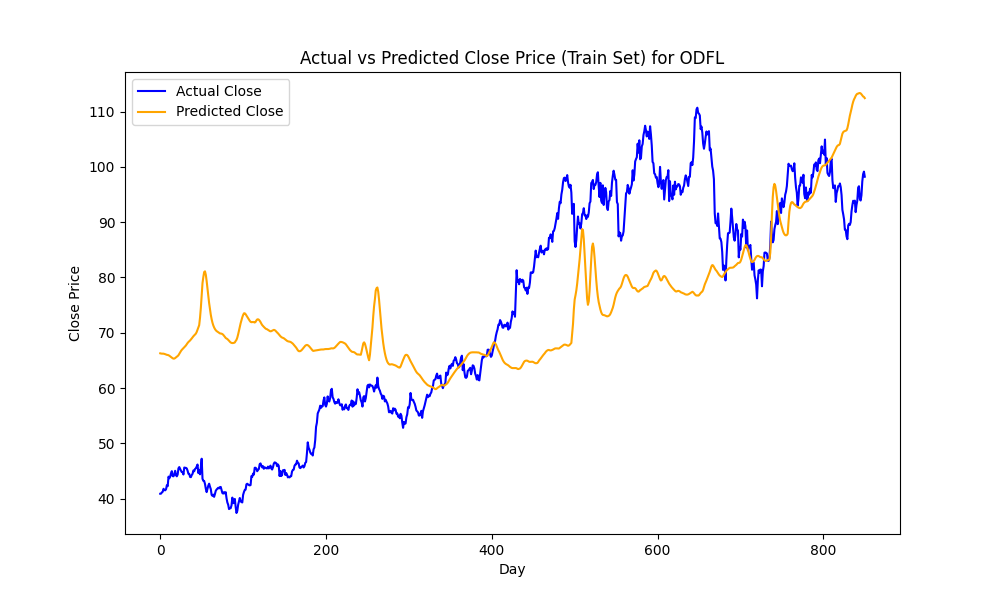 Actual vs Predicted Close Price (Train Set) for ODFL
Actual Close
Predicted Close
110
100
90
80
70
60
50
40
Close Price
0 200 400 600 800
Day